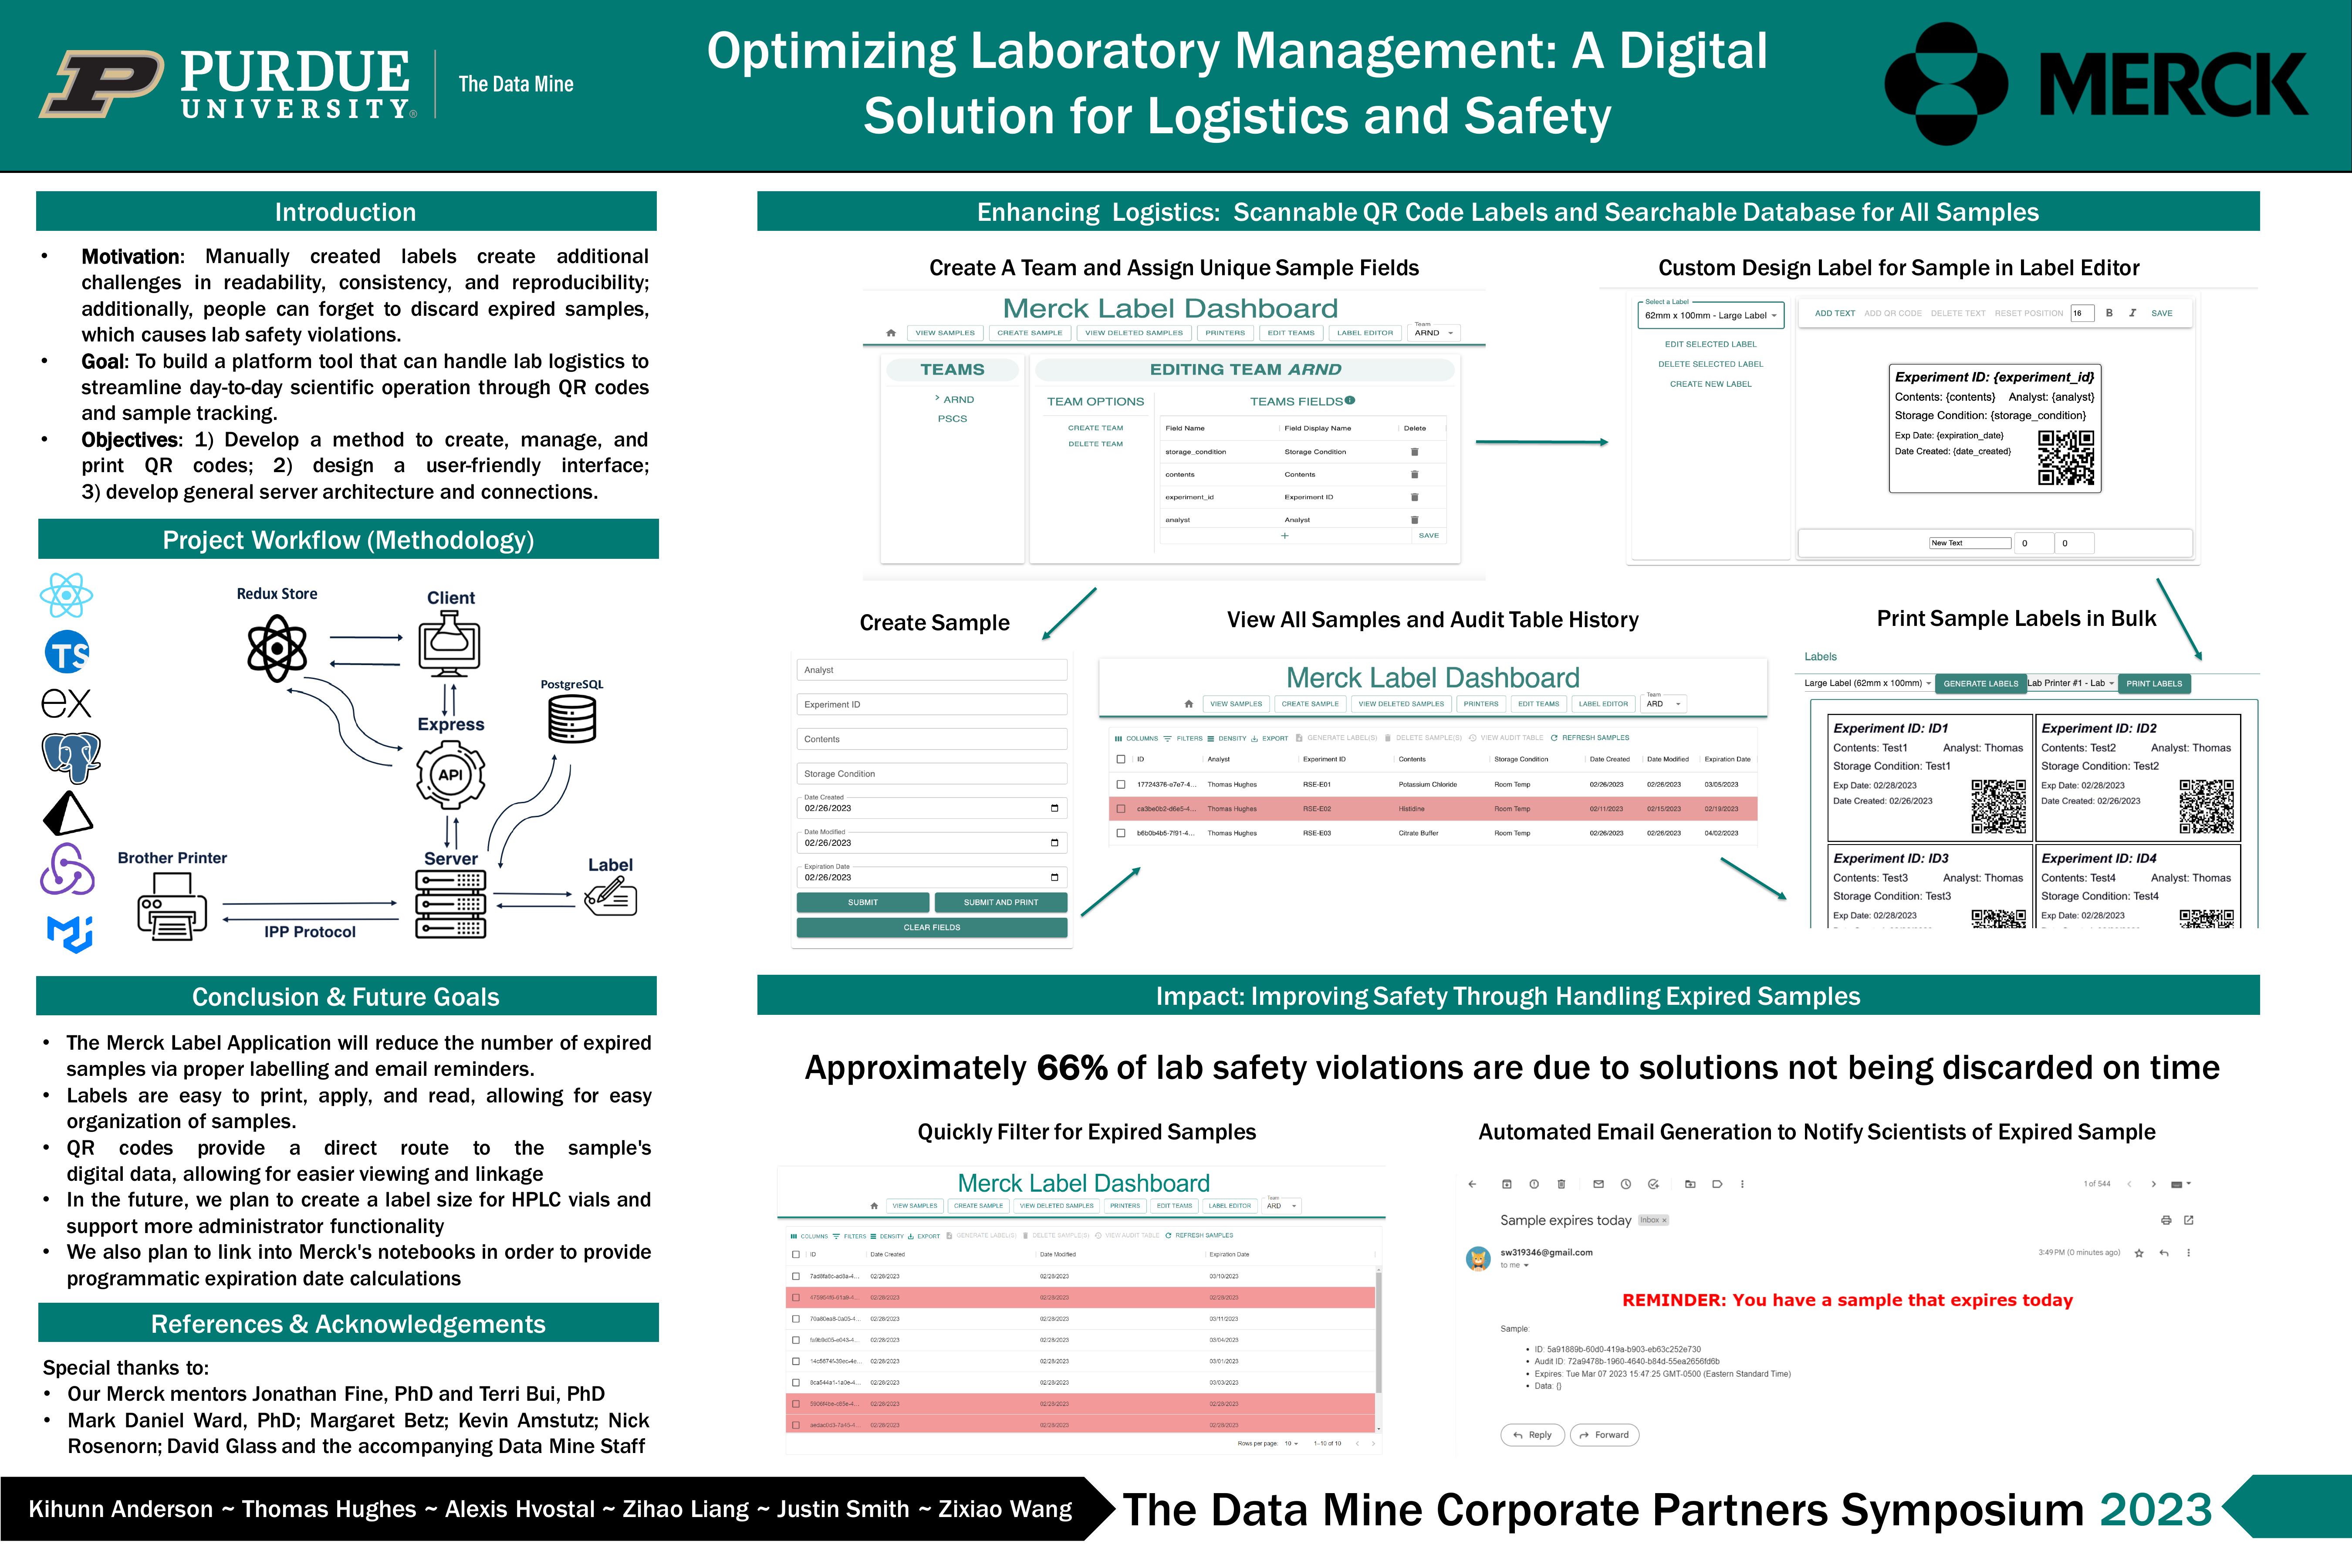 PURDUE
UNIVERSITY®
The Data Mine
Optimizing Laboratory Management: A Digital
Solution for Logistics and Safety
MERCK
Introduction
• Motivation: Manually created labels create additional
challenges in readability, consistency, and reproducibility;
additionally, people can forget to discard expired samples,
which causes lab safety violations.
• Goal: To build a platform tool that can handle lab logistics to
streamline day-to-day scientific operation through QR codes
and sample tracking.
• Objectives: 1) Develop a method to create, manage, and
print QR codes; 2) design a user-friendly interface;
3) develop general server architecture and connections.
Project Workflow (Methodology)
TS
ex
Redux Store
Client
PostgreSQL
Express
API
Brother Printer
Server
Label
IPP Protocol
Conclusion & Future Goals
• The Merck Label Application will reduce the number of expired
samples via proper labelling and email reminders.
• Labels are easy to print, apply, and read, allowing for easy
organization of samples.
• QR codes provide a direct route to the sample's
digital data, allowing for easier viewing and linkage
• In the future, we plan to create a label size for HPLC vials and
support more administrator functionality
• We also plan to link into Merck's notebooks in order to provide
programmatic expiration date calculations
References & Acknowledgements
Special thanks to:
• Our Merck mentors Jonathan Fine, PhD and Terri Bui, PhD
• Mark Daniel Ward, PhD; Margaret Betz; Kevin Amstutz; Nick
Rosenorn; David Glass and the accompanying Data Mine Staff
Enhancing Logistics: Scannable QR Code Labels and Searchable Database for All Samples
Create A Team and Assign Unique Sample Fields
Merck Label Dashboard
VIEW SAMPLES CREATE SAMPLE VIEW DELETED SAMPLES PRINTERS EDIT TEAMS LABEL EDITOR Team ARND
TEAMS
> ARND
PSCS
EDITING TEAM ARND
TEAM OPTIONS
CREATE TEAM
DELETE TEAM
TEAMS FIELDS
Field Name Field Display Name Delete
storage_condition Storage Condition
contents Contents
experiment_id Experiment ID
analyst Analyst
+ SAVE
Custom Design Label for Sample in Label Editor
Select a Label
62mm x 100mm - Large Label
EDIT SELECTED LABEL
DELETE SELECTED LABEL
CREATE NEW LABEL
ADD TEXT ADD QR CODE DELETE TEXT RESET POSITION 16 B I SAVE
Experiment ID: {experiment_id}
Contents: {contents} Analyst: {analyst}
Storage Condition: {storage_condition}
Exp Date: {expiration_date}
Date Created: {date_created}
New Text 0 0
Create Sample
Analyst
Experiment ID
Contents
Storage Condition
Date Created
02/26/2023
Date Modified
02/26/2023
Expiration Date
02/26/2023
SUBMIT SUBMIT AND PRINT
CLEAR FIELDS
View All Samples and Audit Table History
Merck Label Dashboard
VIEW SAMPLES CREATE SAMPLE VIEW DELETED SAMPLES PRINTERS EDIT TEAMS LABEL EDITOR Team ARD
COLUMNS FILTERS DENSITY EXPORT GENERATE LABEL(S) DELETE SAMPLE(S) VIEW AUDIT TABLE REFRESH SAMPLES
ID Analyst Experiment ID Contents Storage Condition Date Created Date Modified Expiration Date
17724376-e7e7-4... Thomas Hughes RSE-E01 Potassium Chloride Room Temp 02/26/2023 02/26/2023 03/05/2023
ca3be0b2-d6e5-4... Thomas Hughes RSE-E02 Histidine Room Temp 02/11/2023 02/15/2023 02/19/2023
b6b0b4b5-7f91-4... Thomas Hughes RSE-E03 Citrate Buffer Room Temp 02/26/2023 02/26/2023 04/02/2023
Print Sample Labels in Bulk
Labels
Large Label (62mm x 100mm) GENERATE LABELS Lab Printer #1 - Lab PRINT LABELS
Experiment ID: ID1
Contents: Test1 Analyst: Thomas
Storage Condition: Test1
Exp Date: 02/28/2023
Date Created: 02/26/2023
Experiment ID: ID2
Contents: Test2 Analyst: Thomas
Storage Condition: Test2
Exp Date: 02/28/2023
Date Created: 02/26/2023
Experiment ID: ID3
Contents: Test3 Analyst: Thomas
Storage Condition: Test3
Exp Date: 02/28/2023
Experiment ID: ID4
Contents: Test4 Analyst: Thomas
Storage Condition: Test4
Exp Date: 02/28/2023
Impact: Improving Safety Through Handling Expired Samples
Approximately 66% of lab safety violations are due to solutions not being discarded on time
Quickly Filter for Expired Samples
Merck Label Dashboard
VIEW SAMPLES CREATE SAMPLE VIEW DELETED SAMPLES PRINTERS EDIT TEAMS LABEL EDITOR Team ARD
COLUMNS FILTERS DENSITY EXPORT GENERATE LABEL(S) DELETE SAMPLE(S) VIEW AUDIT TABLE REFRESH SAMPLES
ID Date Created Date Modified Expiration Date
02/28/2023 02/28/2023 03/10/2023
02/28/2023 02/28/2023 02/28/2023
02/28/2023 02/28/2023 03/11/2023
02/28/2023 02/28/2023 03/04/2023
02/28/2023 02/28/2023 03/01/2023
02/28/2023 02/28/2023 03/03/2023
02/28/2023 02/28/2023 02/28/2023
02/28/2023 02/28/2023 02/28/2023
Rows per page: 10 1–10 of 10
Automated Email Generation to Notify Scientists of Expired Sample
1 of 544
Sample expires today Inbox x
sw319346@gmail.com
to me
3:49 PM (0 minutes ago)
REMINDER: You have a sample that expires today
Sample:
• ID: 5a91889b-60d0-419a-b903-eb63c252e730
• Audit ID: 72a9478b-1960-4640-b84d-55ea2656fd6b
• Expires: Tue Mar 07 2023 15:47:25 GMT-0500 (Eastern Standard Time)
• Data: {}
Reply Forward
Kihunn Anderson ~ Thomas Hughes ~ Alexis Hvostal ~ Zihao Liang ~ Justin Smith ~ Zixiao Wang
The Data Mine Corporate Partners Symposium 2023